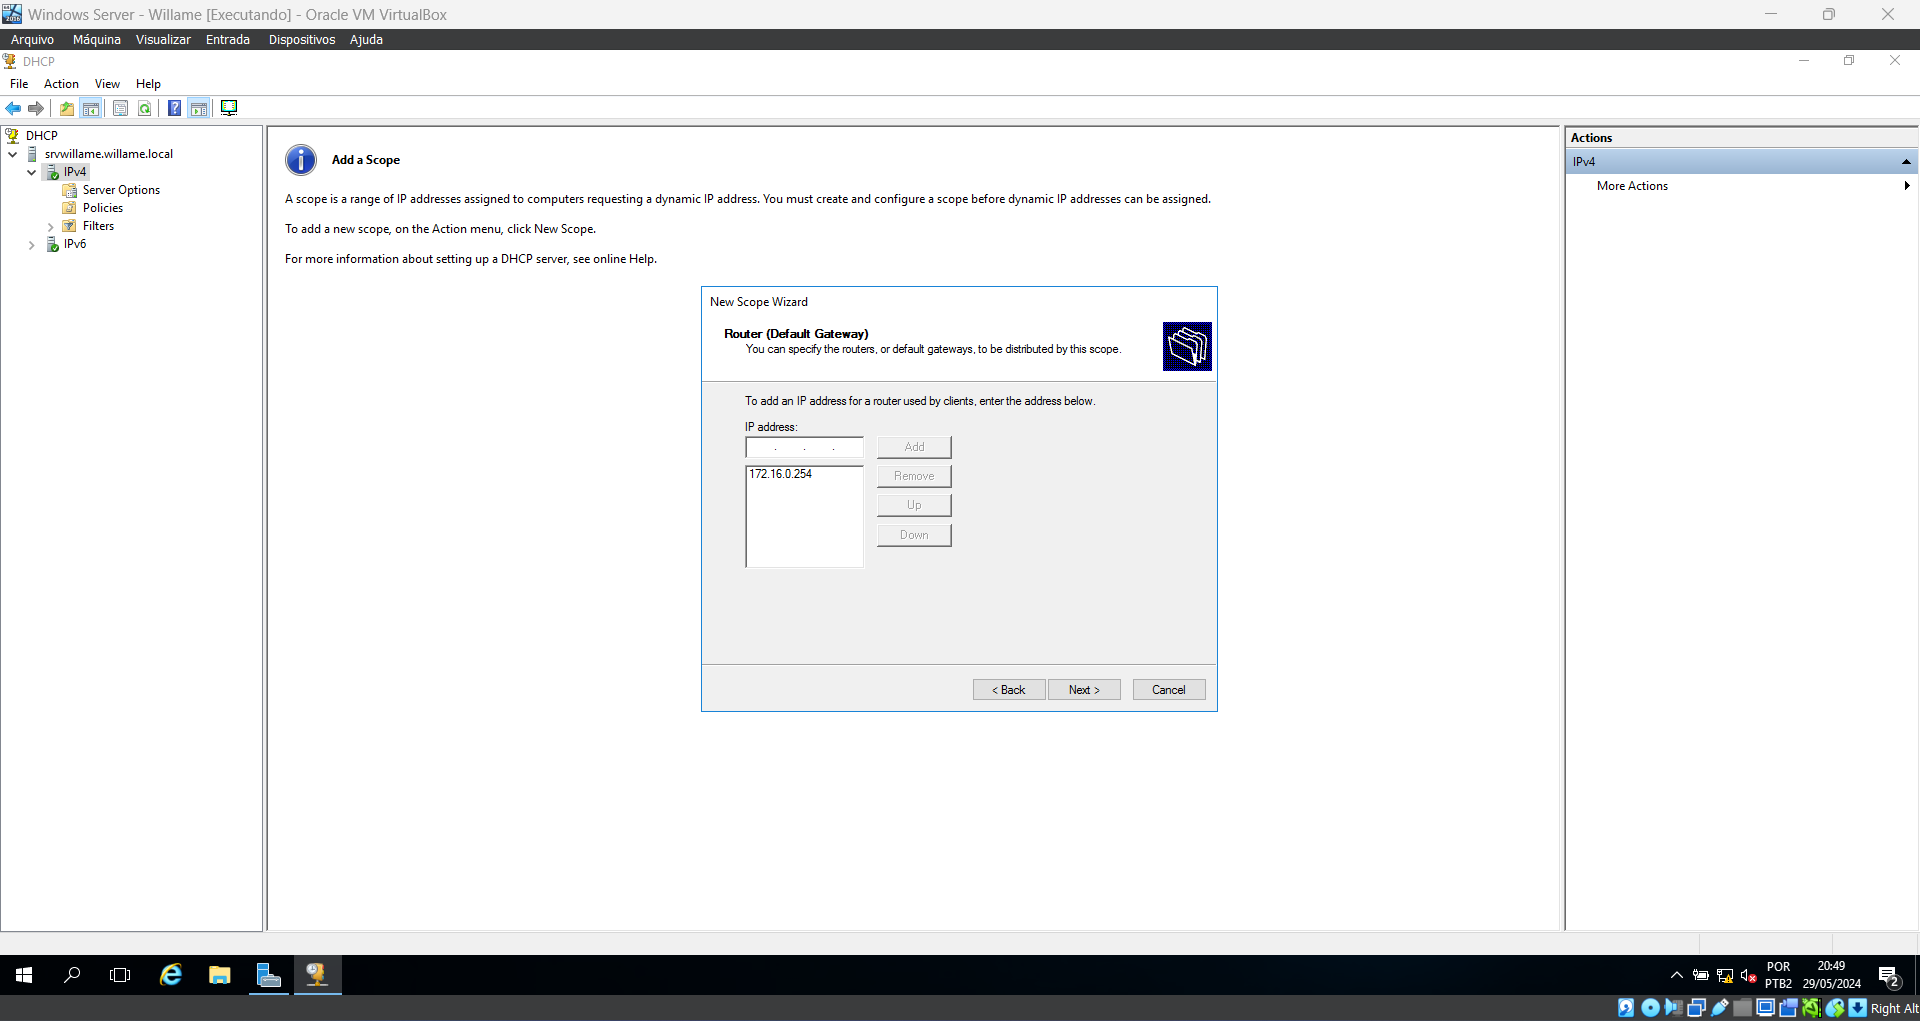 Windows Server - Willame [Executando] - Oracle VM VirtualBox
Arquivo Máquina Visualizar Entrada Dispositivos Ajuda
DHCP
File Action View Help
DHCP
srvwillame.willame.local
IPv4
Server Options
Policies
Filters
IPv6
Add a Scope
A scope is a range of IP addresses assigned to computers requesting a dynamic IP address. You must create and configure a scope before dynamic IP addresses can be assigned.
To add a new scope, on the Action menu, click New Scope.
For more information about setting up a DHCP server, see online Help.
New Scope Wizard
Router (Default Gateway)
You can specify the routers, or default gateways, to be distributed by this scope.
To add an IP address for a router used by clients, enter the address below.
IP address:
. . .
Add
172.16.0.254
Remove
Up
Down
< Back Next > Cancel
Actions
IPv4
More Actions
POR
PTB2
20:49
29/05/2024
2
Right Alt